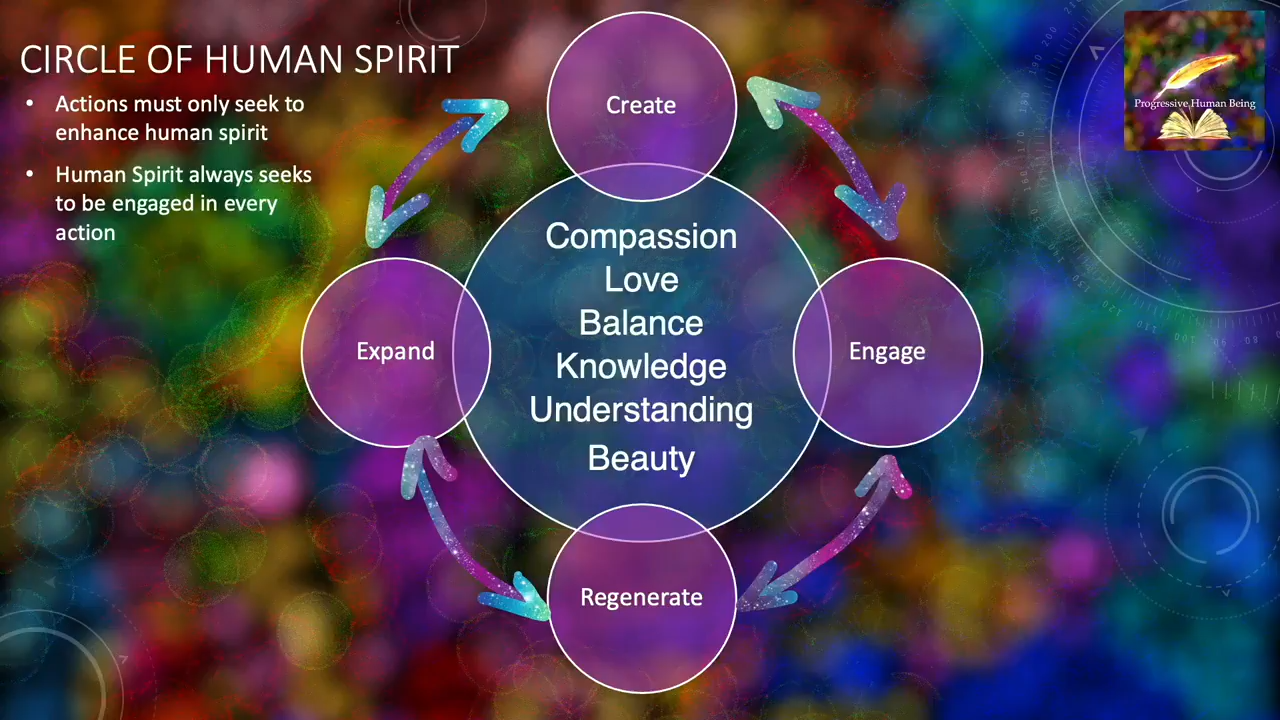 CIRCLE OF HUMAN SPIRIT
• Actions must only seek to
enhance human spirit
• Human Spirit always seeks
to be engaged in every
action
Create
Progressive Human Being
Compassion
Love
Balance
Knowledge
Understanding
Beauty
Expand
Engage
Regenerate